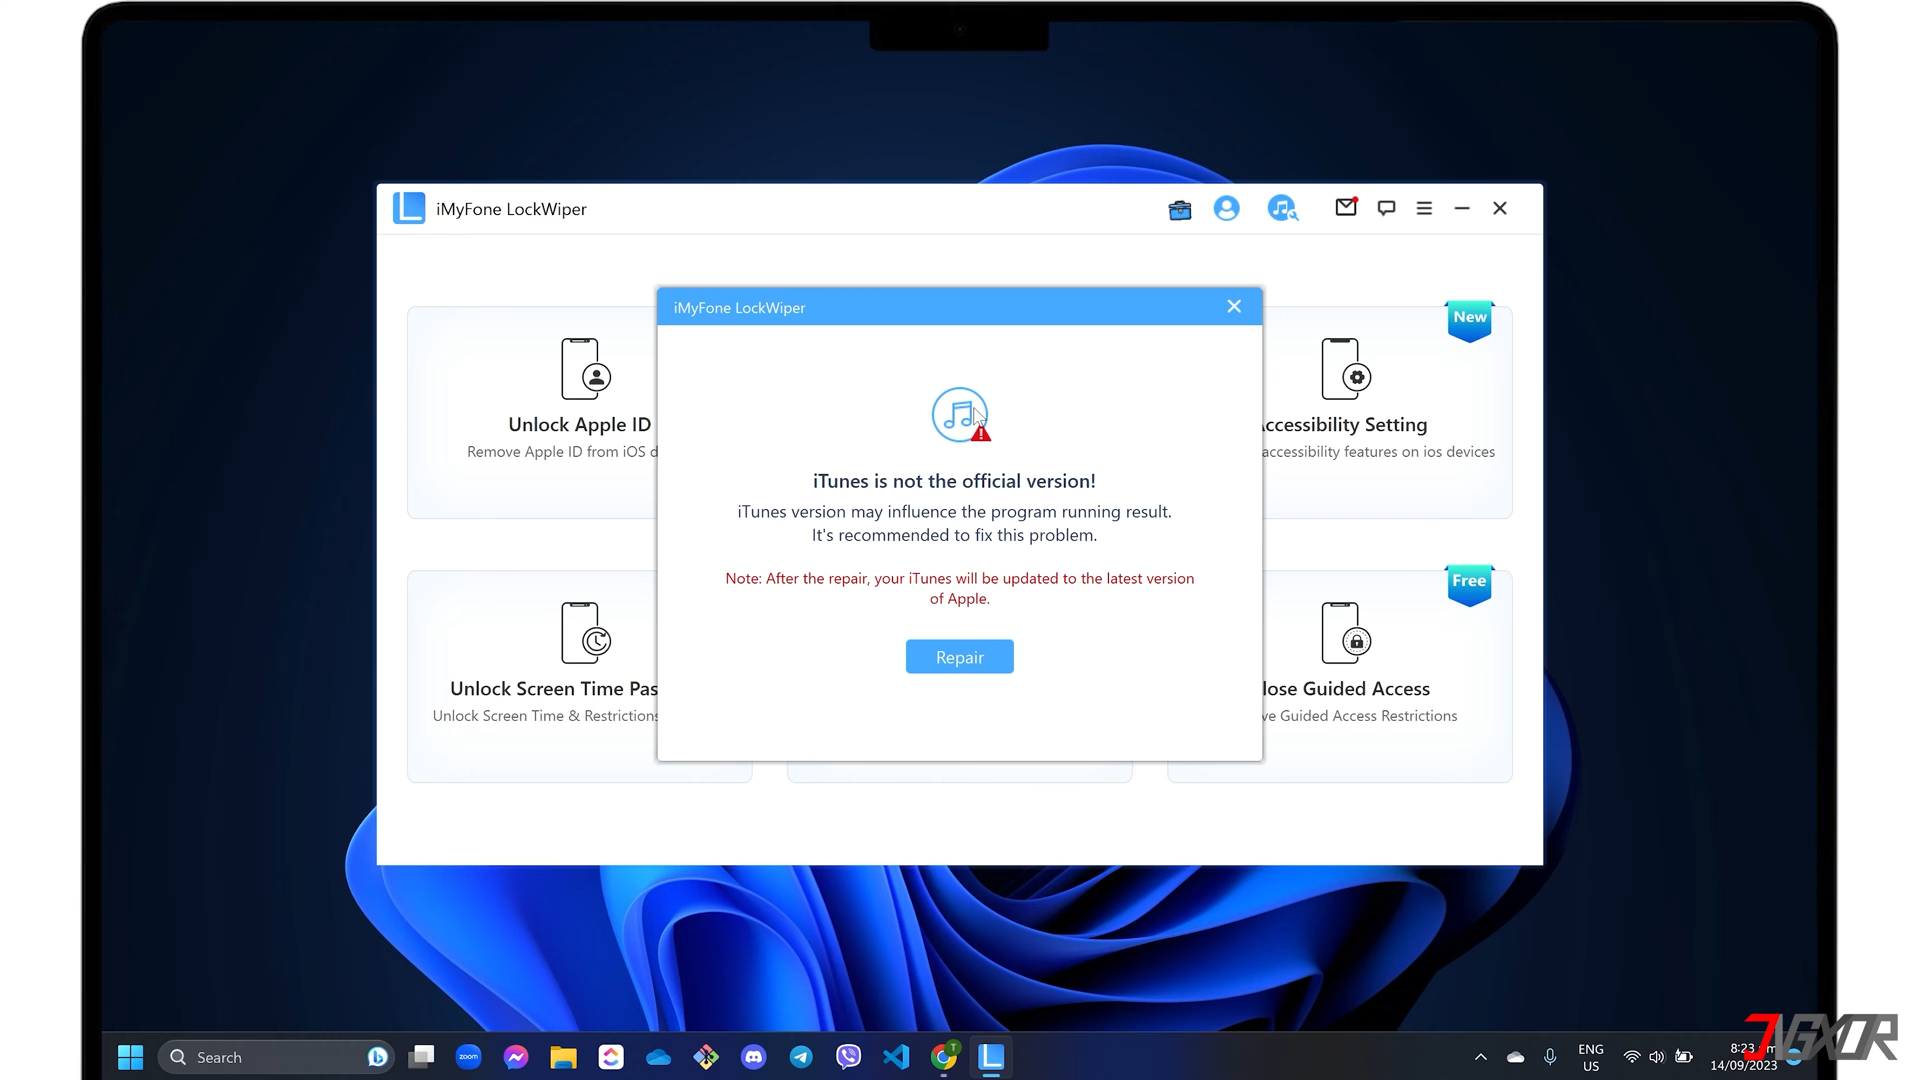 iMyFone LockWiper
iMyFone LockWiper
New
Unlock Apple ID
Remove Apple ID from iOS d
Accessibility Setting
accessibility features on ios devices
iTunes is not the official version!
iTunes version may influence the program running result.
It's recommended to fix this problem.
Note: After the repair, your iTunes will be updated to the latest version
of Apple.
Repair
Free
Unlock Screen Time Pas
Unlock Screen Time & Restrictions
lose Guided Access
ve Guided Access Restrictions
Search
zoom
T
ENG
US
8:23
14/09/2023
JVGXOR